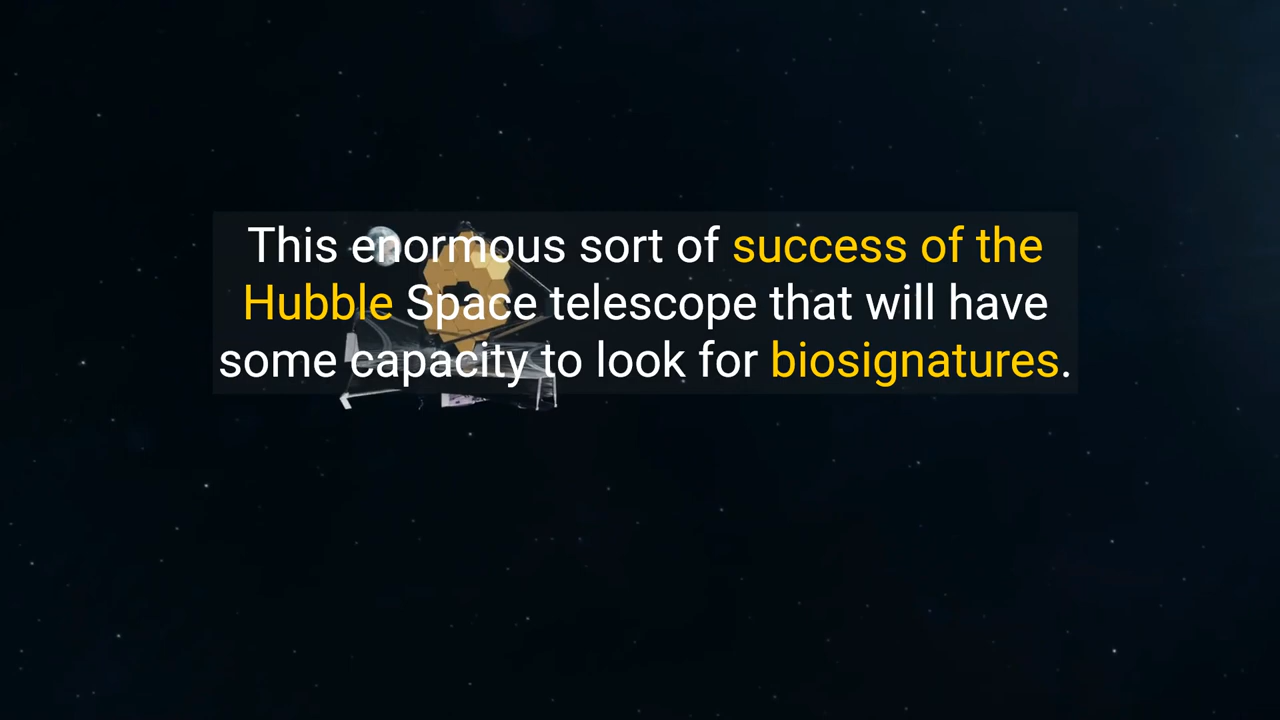 This enormous sort of success of the
Hubble Space telescope that will have
some capacity to look for biosignatures.